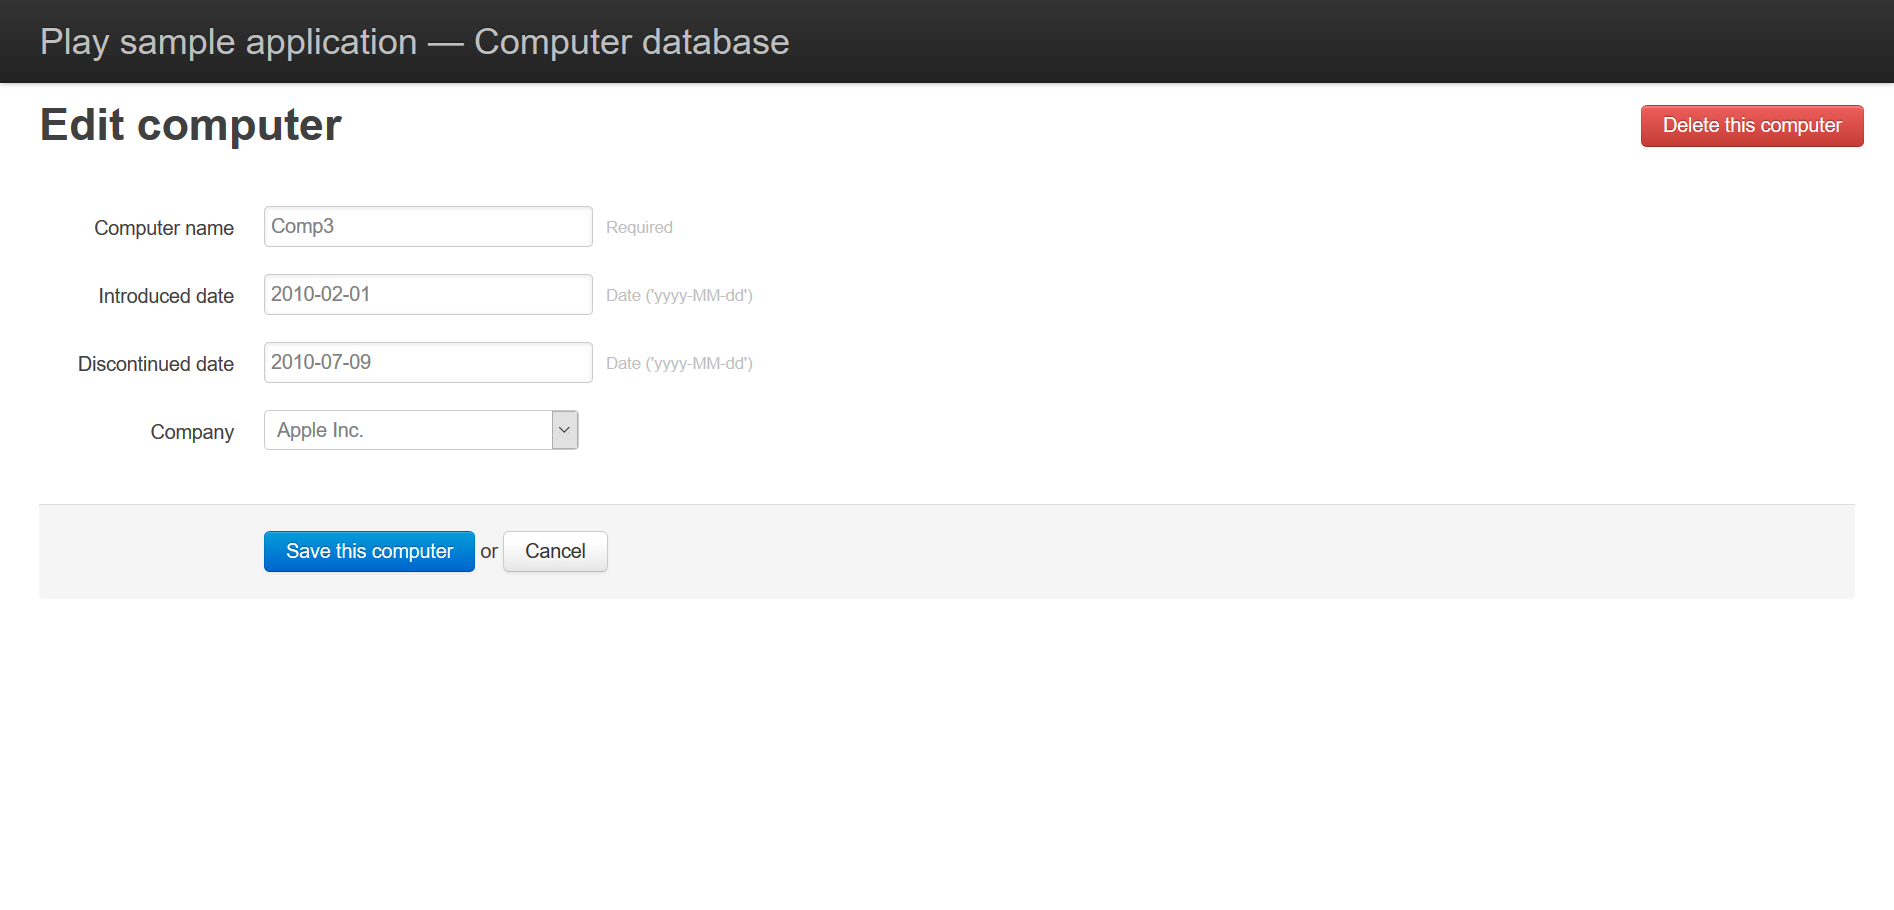 Play sample application — Computer database
Edit computer
Delete this computer
Computer name Comp3 Required
Introduced date 2010-02-01 Date ('yyyy-MM-dd')
Discontinued date 2010-07-09 Date ('yyyy-MM-dd')
Company Apple Inc.
Save this computer or Cancel